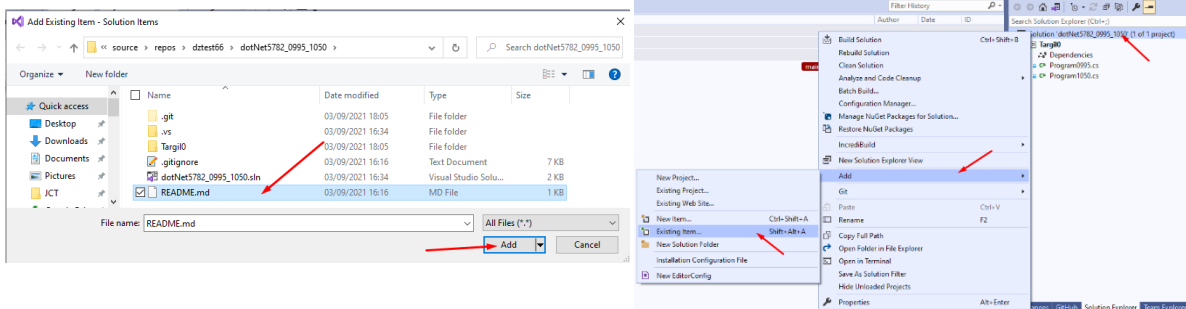 Add Existing Item - Solution Items
« source › repos › dztest66 › dotNet5782_0995_1050 ›
Search dotNet5782_0995_1050
Organize
New folder
Quick access
Desktop
Downloads
Documents
Pictures
JCT
Name Date modified Type Size
.git 03/09/2021 18:05 File folder
.vs 03/09/2021 16:34 File folder
Targil0 03/09/2021 18:05 File folder
.gitignore 03/09/2021 16:16 Text Document 7 KB
dotNet5782_0995_1050.sln 03/09/2021 16:34 Visual Studio Solu... 2 KB
README.md 03/09/2021 16:16 MD File 1 KB
File name: README.md All Files (*.*)
Add Cancel
Filter History
Author Date ID
main
Search Solution Explorer (Ctrl+;)
Solution 'dotNet5782_0995_1050' (1 of 1 project)
Targil0
Dependencies
C# Program0995.cs
C# Program1050.cs
Build Solution Ctrl+Shift+B
Rebuild Solution
Clean Solution
Analyze and Code Cleanup
Batch Build...
Configuration Manager...
Manage NuGet Packages for Solution...
Restore NuGet Packages
IncrediBuild
New Solution Explorer View
Add
Git
Paste Ctrl+V
Rename F2
Copy Full Path
Open Folder in File Explorer
Open in Terminal
Save As Solution Filter
Hide Unloaded Projects
Properties Alt+Enter
New Project...
Existing Project...
Existing Web Site...
New Item... Ctrl+Shift+A
Existing Item... Shift+Alt+A
New Solution Folder
Installation Configuration File
New EditorConfig
GitHub Solution Explorer Team Explorer